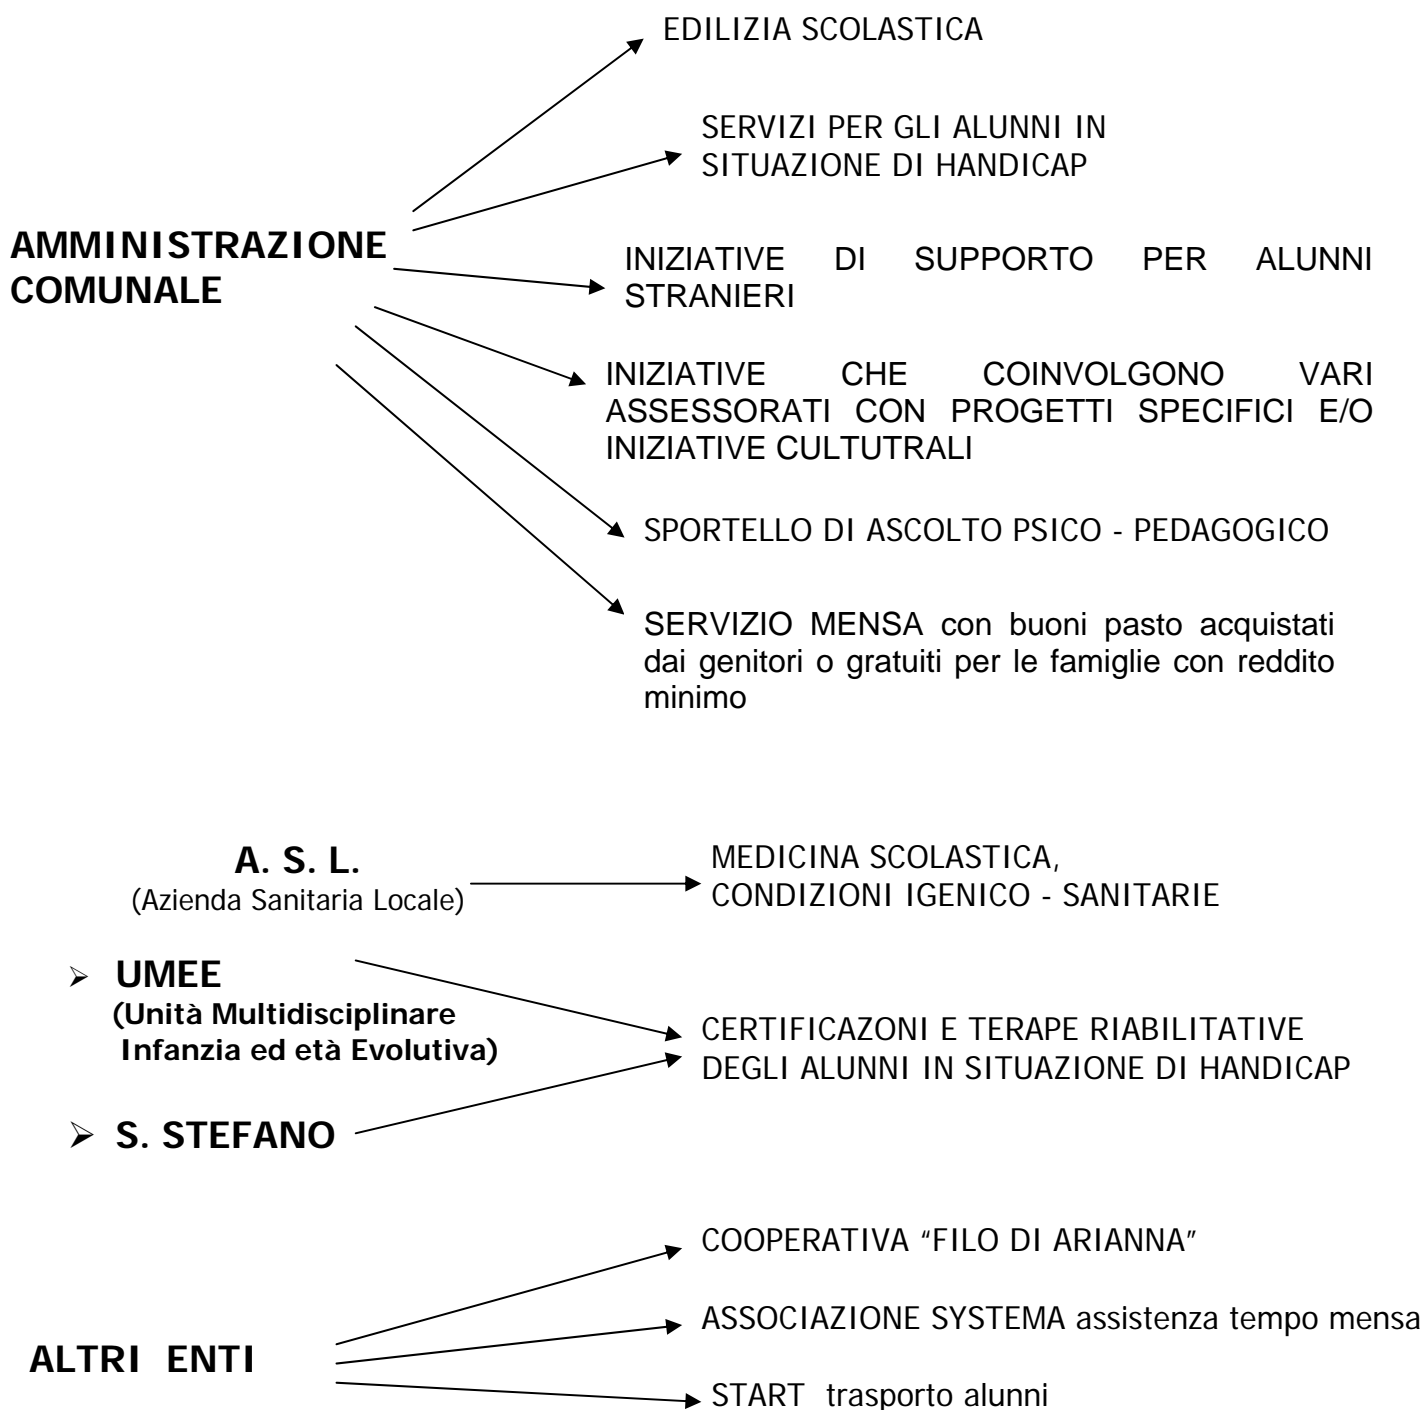 EDILIZIA SCOLASTICA
SERVIZI PER GLI ALUNNI IN
SITUAZIONE DI HANDICAP
AMMINISTRAZIONE
COMUNALE
INIZIATIVE DI SUPPORTO PER ALUNNI
STRANIERI
INIZIATIVE CHE COINVOLGONO VARI
ASSESSORATI CON PROGETTI SPECIFICI E/O
INIZIATIVE CULTUTRALI
SPORTELLO DI ASCOLTO PSICO - PEDAGOGICO
SERVIZIO MENSA con buoni pasto acquistati
dai genitori o gratuiti per le famiglie con reddito
minimo
A. S. L.
(Azienda Sanitaria Locale)
MEDICINA SCOLASTICA,
CONDIZIONI IGENICO - SANITARIE
➢ UMEE
(Unità Multidisciplinare
Infanzia ed età Evolutiva)
CERTIFICAZONI E TERAPE RIABILITATIVE
DEGLI ALUNNI IN SITUAZIONE DI HANDICAP
➢ S. STEFANO
COOPERATIVA “FILO DI ARIANNA”
ASSOCIAZIONE SYSTEMA assistenza tempo mensa
ALTRI ENTI
START trasporto alunni